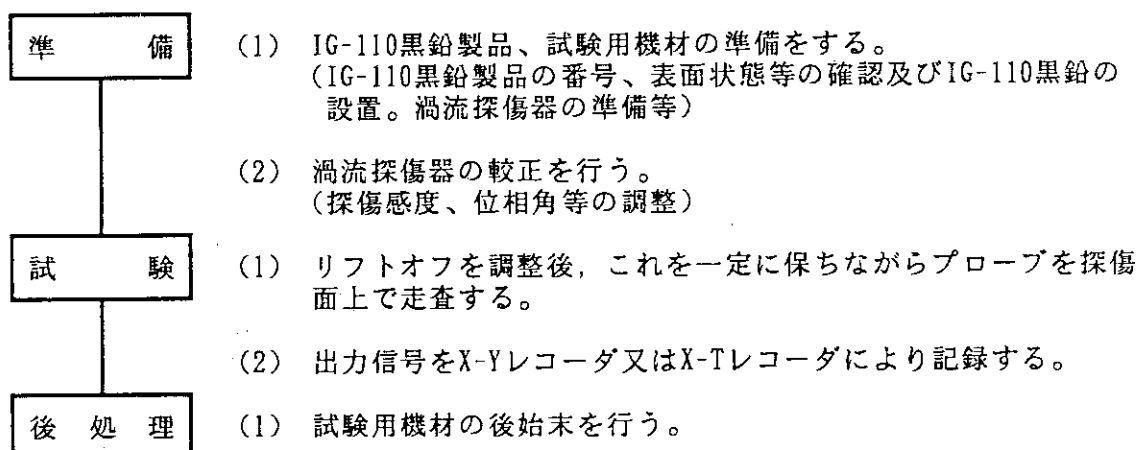 準備 (1) IG-110黒鉛製品、試験用機材の準備をする。
(IG-110黒鉛製品の番号、表面状態等の確認及びIG-110黒鉛の
設置。渦流探傷器の準備等)
(2) 渦流探傷器の較正を行う。
(探傷感度、位相角等の調整)
試験 (1) リフトオフを調整後，これを一定に保ちながらプローブを探傷
面上で走査する。
(2) 出力信号をX-Yレコーダ又はX-Tレコーダにより記録する。
後処理 (1) 試験用機材の後始末を行う。